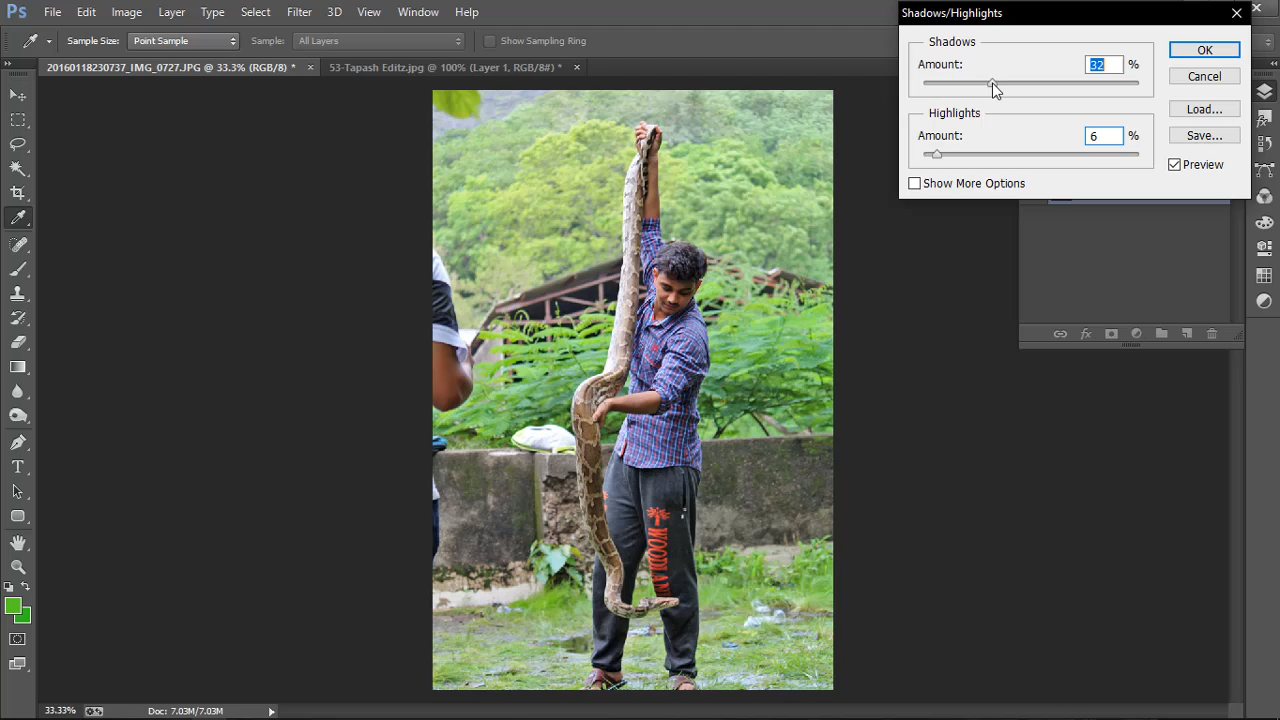 Ps File Edit Image Layer Type Select Filter 3D View Window Help
Shadows/Highlights
Sample Size: Point Sample Sample: All Layers Show Sampling Ring
20160118230737_IMG_0727.JPG @ 33.3% (RGB/8) * × 53-Tapash Editz.jpg @ 100% (Layer 1, RGB/8#) * ×
Shadows
Amount: 32 %
OK
Cancel
Highlights
Amount: 6 %
Load...
Save...
Preview
Show More Options
WOODLAN
33.33% Doc: 7.03M/7.03M